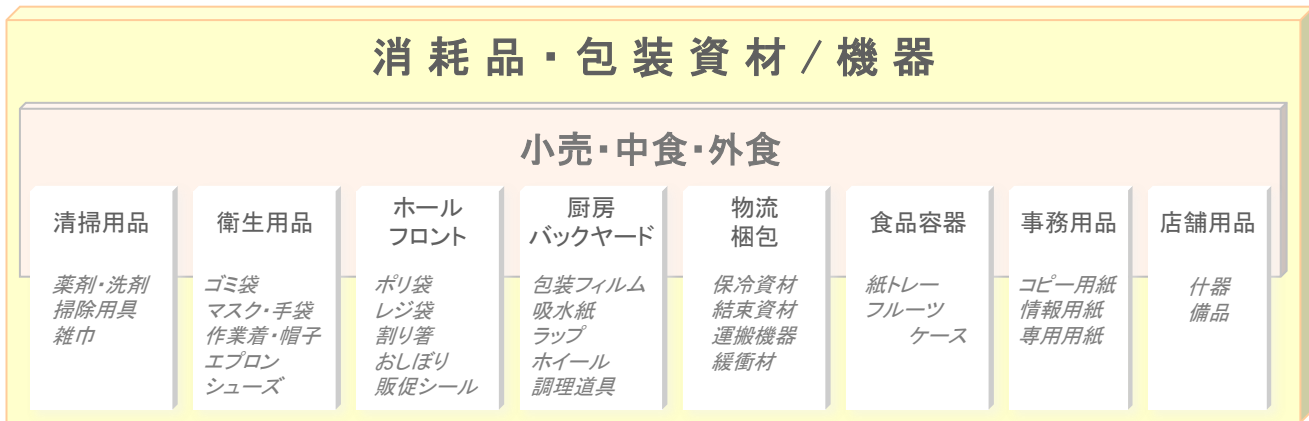 消耗品・包装資材/機器
小売・中食・外食
清掃用品
薬剤・洗剤
掃除用具
雑巾
衛生用品
ゴミ袋
マスク・手袋
作業着・帽子
エプロン
シューズ
ホール
フロント
ポリ袋
レジ袋
割り箸
おしぼり
販促シール
厨房
バックヤード
包装フィルム
吸水紙
ラップ
ホイール
調理道具
物流
梱包
保冷資材
結束資材
運搬機器
緩衝材
食品容器
紙トレー
フルーツ
ケース
事務用品
コピー用紙
情報用紙
専用用紙
店舗用品
什器
備品